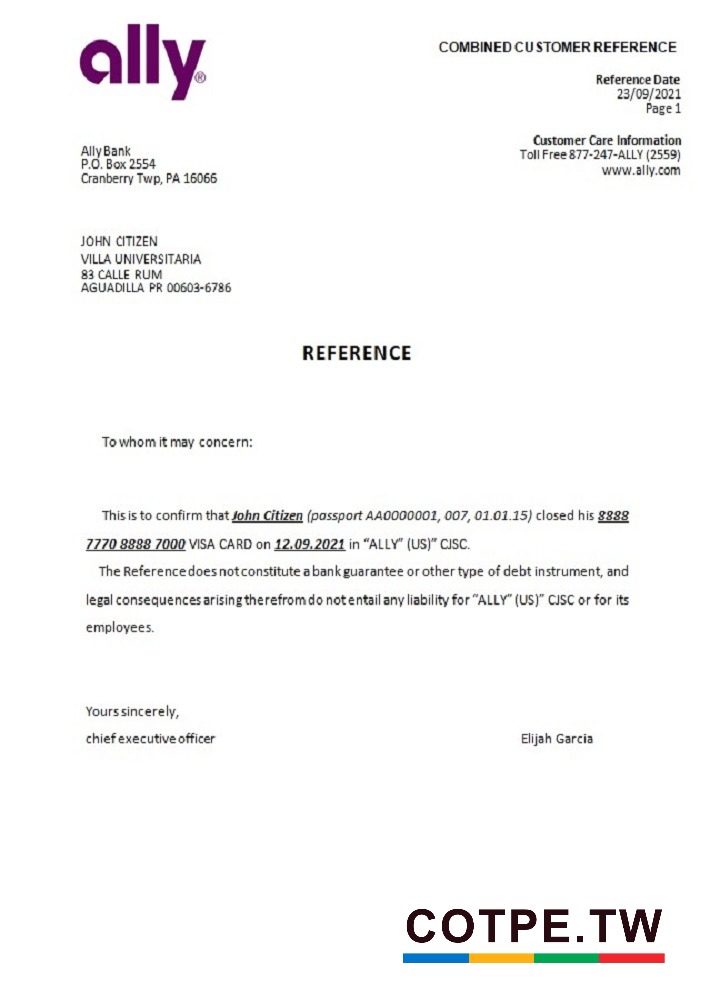 ally®
COMBINED CUSTOMER REFERENCE
Reference Date
23/09/2021
Page 1
Customer Care Information
Toll Free 877-247-ALLY (2559)
www.ally.com
Ally Bank
P.O. Box 2554
Cranberry Twp, PA 16066
JOHN CITIZEN
VILLA UNIVERSITARIA
83 CALLE RUM
AGUADILLA PR 00603-6786
REFERENCE
To whom it may concern:
This is to confirm that John Citizen (passport AA0000001, 007, 01.01.15) closed his 8888
7770 8888 7000 VISA CARD on 12.09.2021 in “ALLY” (US)” CJSC.
The Reference does not constitute a bank guarantee or other type of debt instrument, and
legal consequences arising therefrom do not entail any liability for “ALLY” (US)” CJSC or for its
employees.
Yours sincerely,
chief executive officer
Elijah Garcia
COTPE.TW